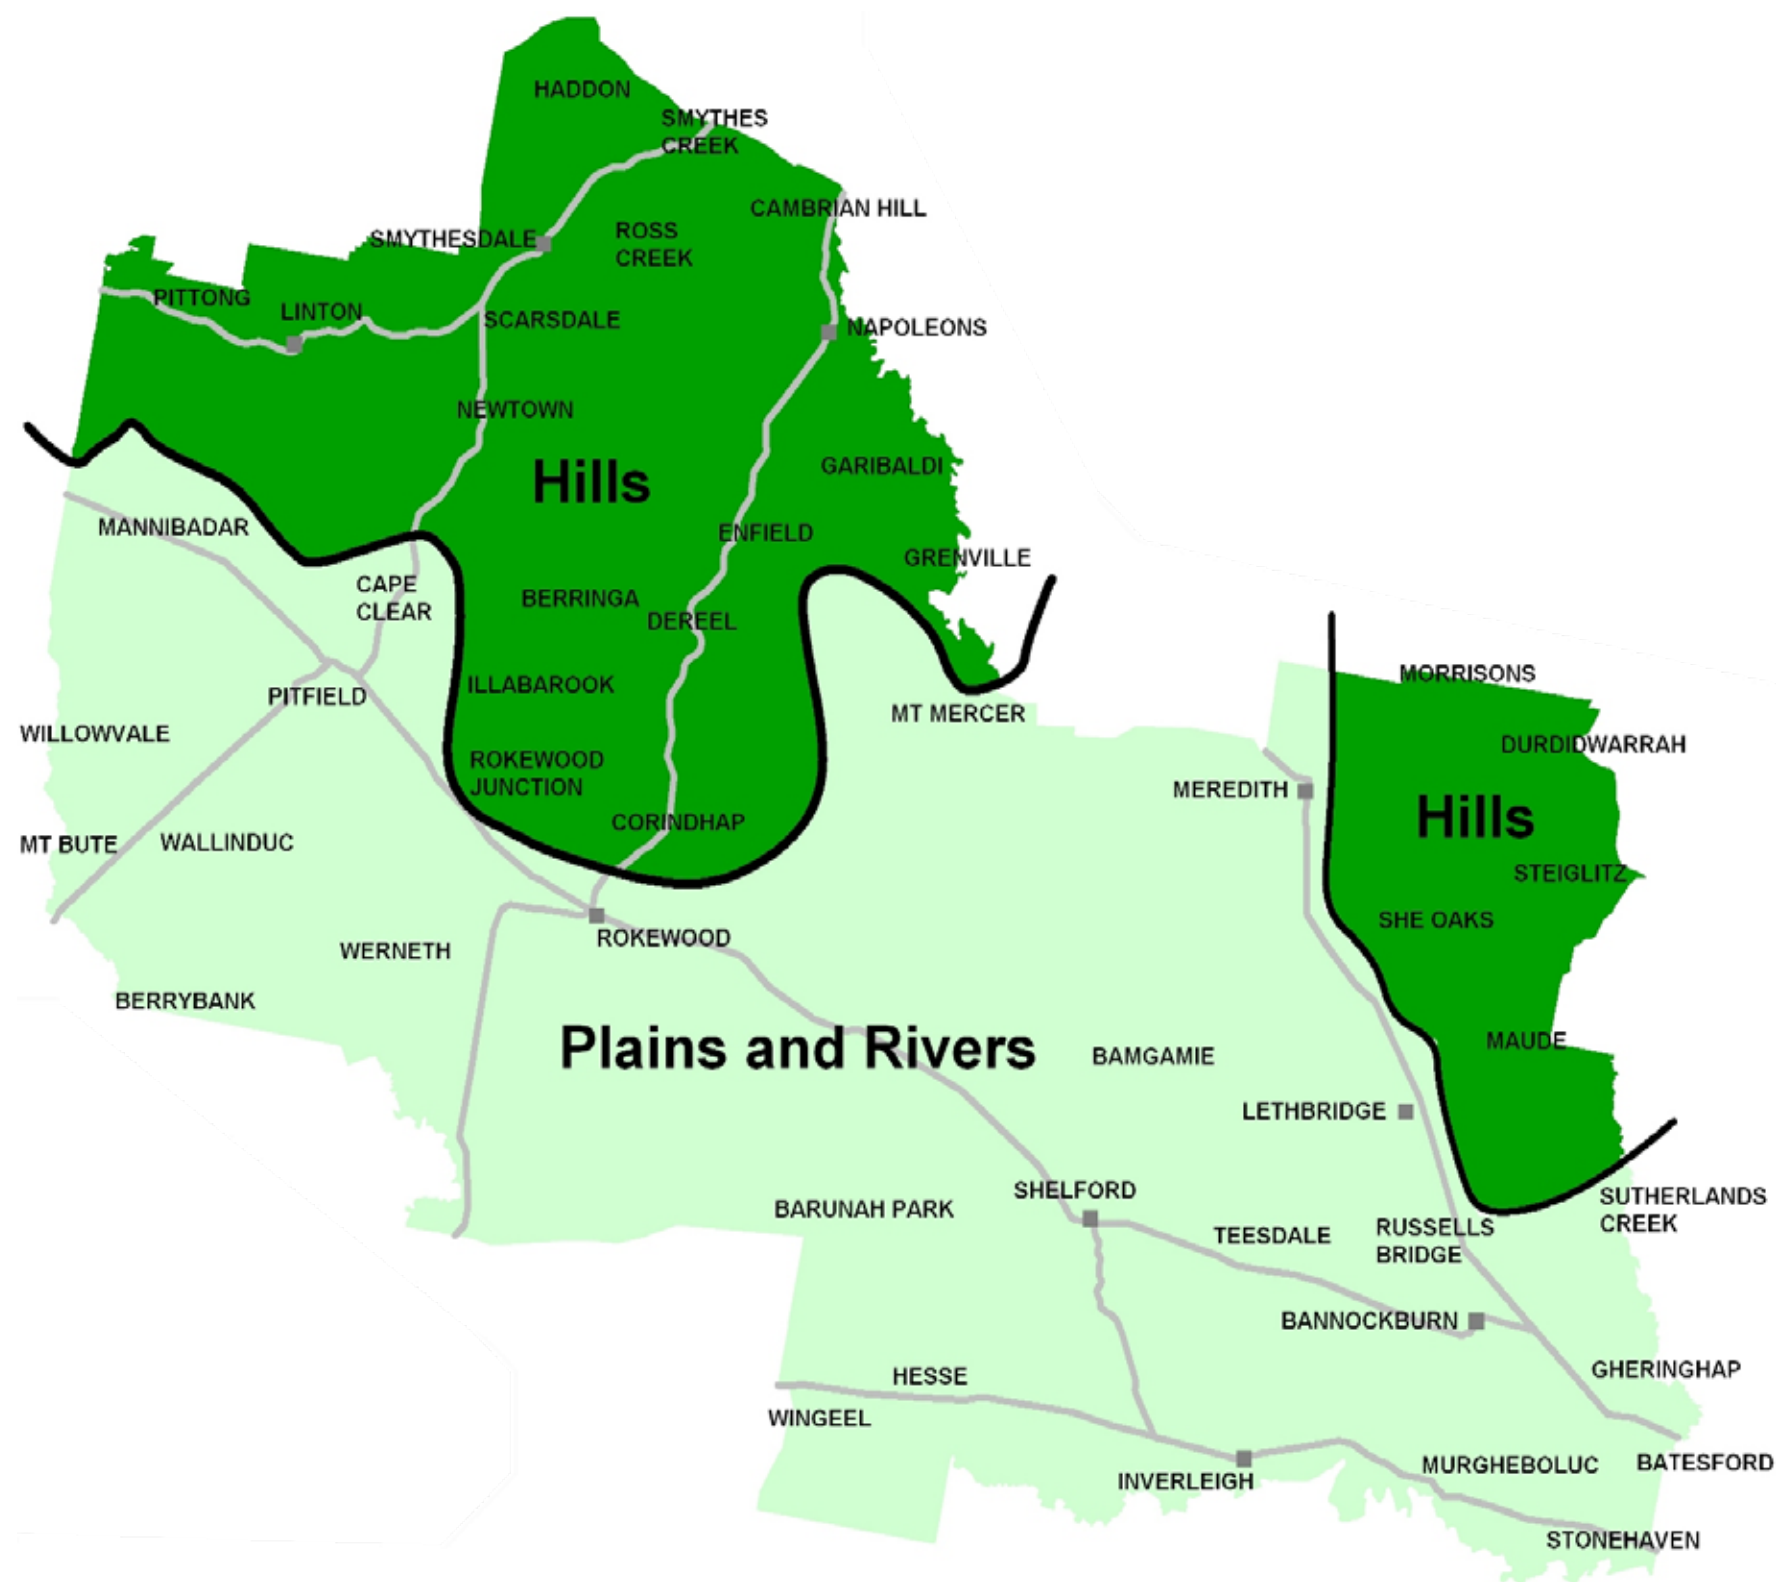 HADDON
SMYTHES
CREEK
CAMBRIAN HILL
SMYTHESDALE
ROSS
CREEK
PITTONG
LINTON
SCARSDALE
NAPOLEONS
NEWTOWN
Hills
GARIBALDI
MANNIBADAR
ENFIELD
GRENVILLE
CAPE
CLEAR
BERRINGA
DEREEL
ILLABAROOK
PITFIELD
MT MERCER
MORRISONS
WILLOWVALE
DURDIDWARRAH
ROKEWOOD
JUNCTION
MEREDITH
CORINDHAP
Hills
MT BUTE
WALLINDUC
STEIGLITZ
SHE OAKS
ROKEWOOD
WERNETH
BERRYBANK
Plains and Rivers
MAUDE
BAMGAMIE
LETHBRIDGE
SHELFORD
BARUNAH PARK
SUTHERLANDS
CREEK
TEESDALE
RUSSELLS
BRIDGE
BANNOCKBURN
HESSE
GHERINGHAP
WINGEEL
MURGHEBOLUC
BATESFORD
INVERLEIGH
STONEHAVEN